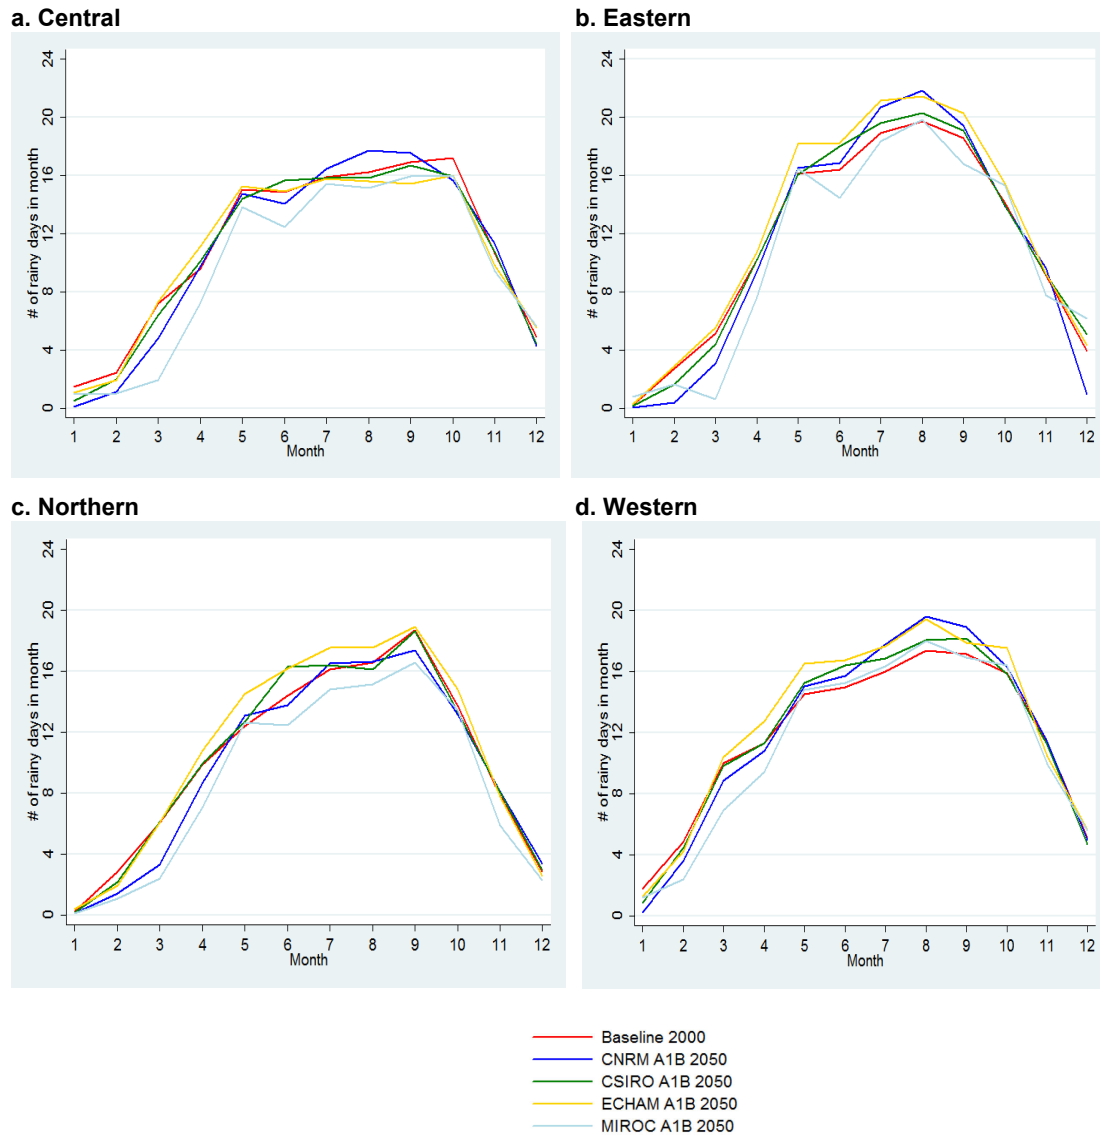 a. Central
b. Eastern
# of rainy days in month
24
20
16
12
8
4
0
1 2 3 4 5 6 7 8 9 10 11 12
Month
# of rainy days in month
24
20
16
12
8
4
0
1 2 3 4 5 6 7 8 9 10 11 12
Month
c. Northern
d. Western
# of rainy days in month
24
20
16
12
8
4
0
1 2 3 4 5 6 7 8 9 10 11 12
Month
# of rainy days in month
24
20
16
12
8
4
0
1 2 3 4 5 6 7 8 9 10 11 12
Month
Baseline 2000
CNRM A1B 2050
CSIRO A1B 2050
ECHAM A1B 2050
MIROC A1B 2050